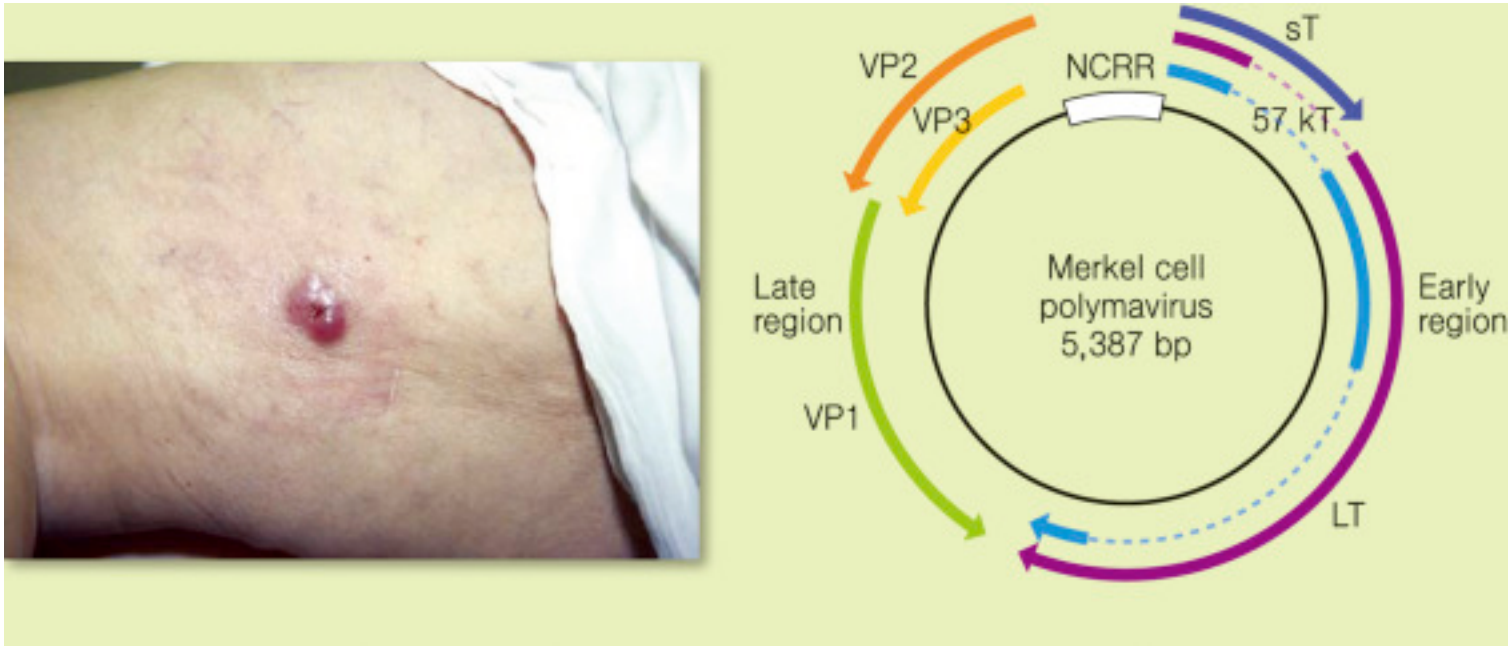 sT
VP2
NCRR
VP3
57 kT
Merkel cell
polymavirus
5,387 bp
Late
region
Early
region
VP1
LT